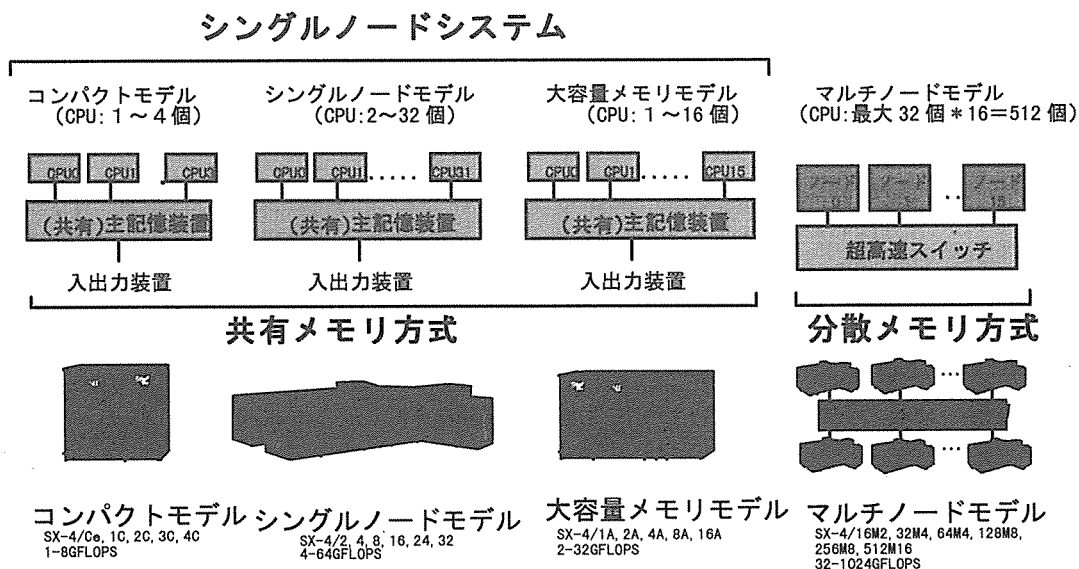 シングルノードシステム
コンパクトモデル
(CPU: 1～4個)
シングルノードモデル
(CPU:2～32個)
大容量メモリモデル
(CPU: 1～16個)
マルチノードモデル
(CPU:最大 32個*16=512個)
CPU0 CPU1 . CPU3
CPU0 CPU1 ..... CPU31
CPU0 CPU1 ..... CPU15
ノード ノード .. ノード
(共有)主記憶装置
(共有)主記憶装置
(共有)主記憶装置
超高速スイッチ
入出力装置
入出力装置
入出力装置
共有メモリ方式
分散メモリ方式
...
...
コンパクトモデル
SX-4/Ce, 1C, 2C, 3C, 4C
1-8GFLOPS
シングルノードモデル
SX-4/2, 4, 8, 16, 24, 32
4-64GFLOPS
大容量メモリモデル
SX-4/1A, 2A, 4A, 8A, 16A
2-32GFLOPS
マルチノードモデル
SX-4/16M2, 32M4, 64M4, 128M8,
256M8, 512M16
32-1024GFLOPS